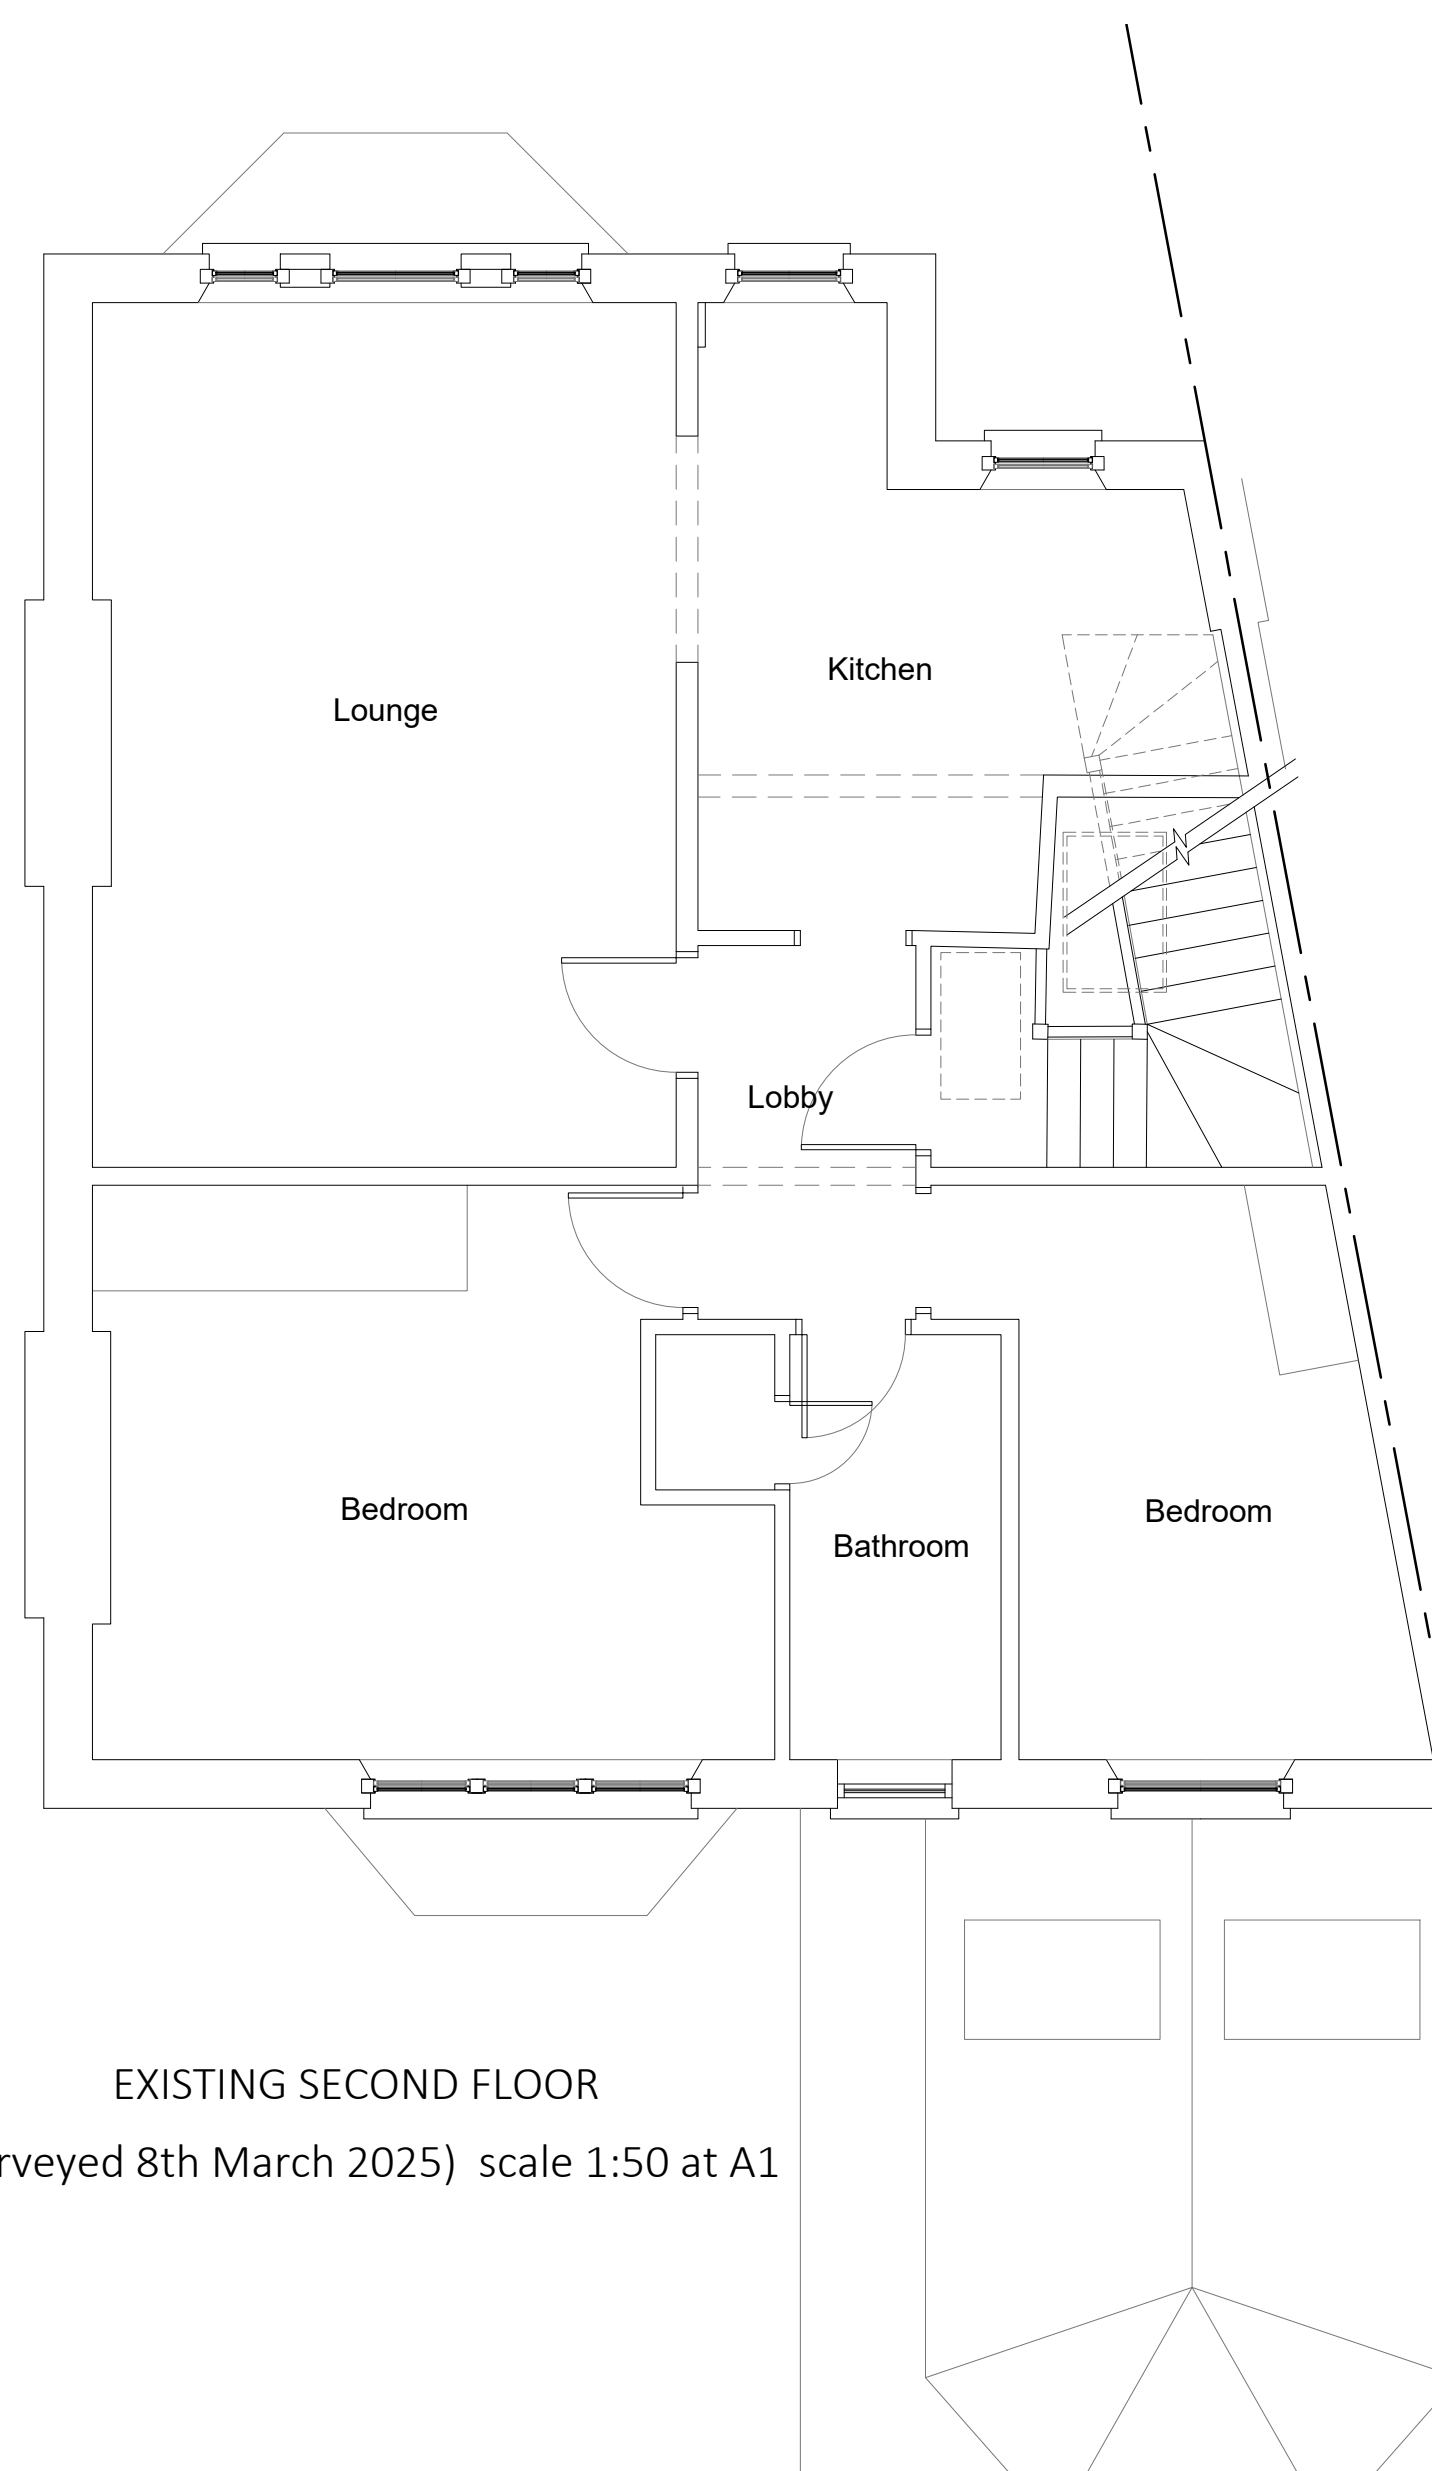 Kitchen
Lounge
Lobby
Bedroom
Bedroom
Bathroom
EXISTING SECOND FLOOR
rveyed 8th March 2025) scale 1:50 at A1